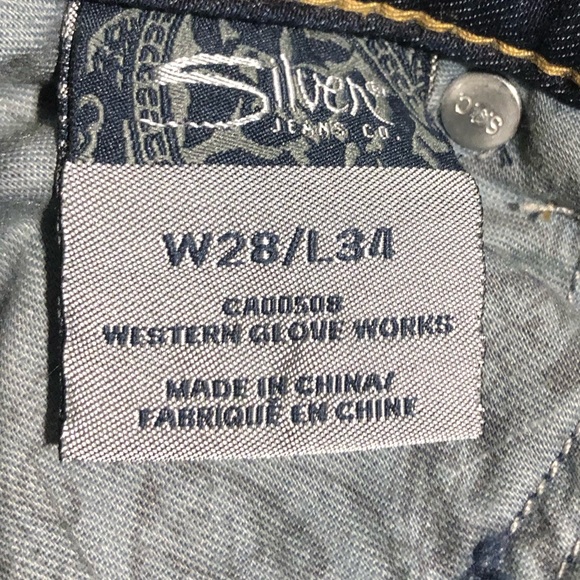 Silver
JEANS CO.
W28/L34
CA00508
WESTERN GLOVE WORKS
MADE IN CHINA/
FABRIQUÉ EN CHINE